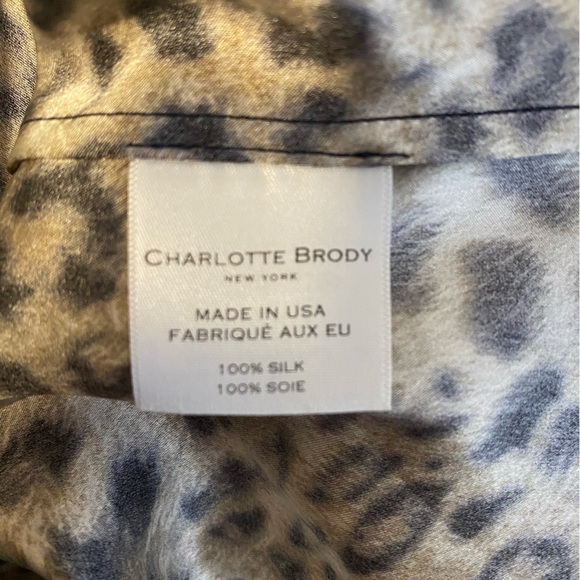 CHARLOTTE BRODY
NEW YORK
MADE IN USA
FABRIQUÉ AUX EU
100% SILK
100% SOIE